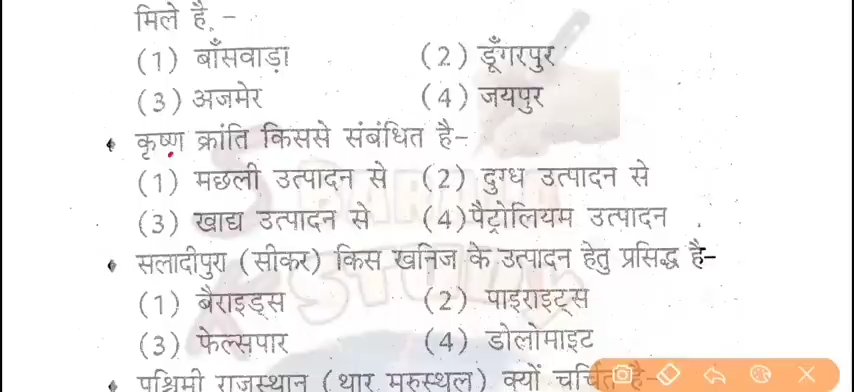 मिले है. –
(1) बाँसवाड़ा (2) डूँगरपुर
(3) अजमेर (4) जयपुर
कृष्ण क्रांति किससे संबंधित है–
(1) मछली उत्पादन से (2) दुग्ध उत्पादन से
(3) खाद्य उत्पादन से (4) पैट्रोलियम उत्पादन
सलादीपुरा (सीकर) किस खनिज के उत्पादन हेतु प्रसिद्ध है–
(1) बैराइड्स (2) पाइराइट्स
(3) फेल्सपार (4) डोलोमाइट
पश्चिमी राजस्थान (थार मरुस्थल) क्यों चर्चित है–
STUDY